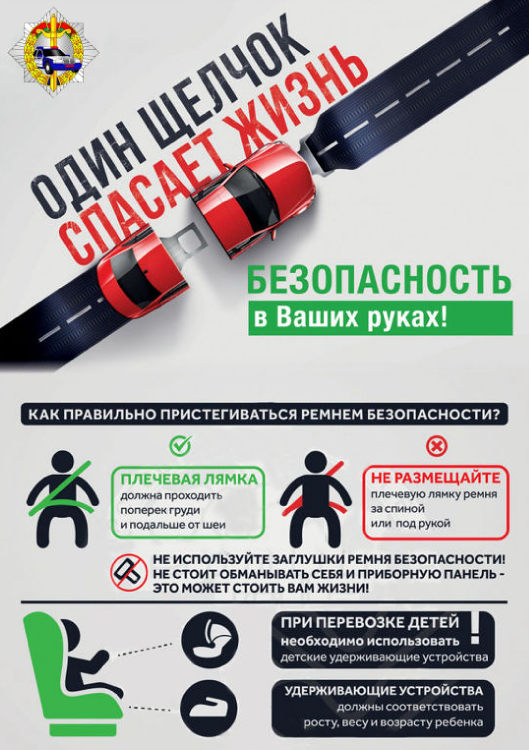 ОДИН ЩЕЛЧОК
СПАСАЕТ ЖИЗНЬ
БЕЗОПАСНОСТЬ
в Ваших руках!
КАК ПРАВИЛЬНО ПРИСТЕГИВАТЬСЯ РЕМНЕМ БЕЗОПАСНОСТИ?
ПЛЕЧЕВАЯ ЛЯМКА
должна проходить
поперек груди
и подальше от шеи
НЕ РАЗМЕЩАЙТЕ
плечевую лямку ремня
за спиной
или под рукой
НЕ ИСПОЛЬЗУЙТЕ ЗАГЛУШКИ РЕМНЯ БЕЗОПАСНОСТИ!
НЕ СТОИТ ОБМАНЫВАТЬ СЕБЯ И ПРИБОРНУЮ ПАНЕЛЬ -
ЭТО МОЖЕТ СТОИТЬ ВАМ ЖИЗНИ!
ПРИ ПЕРЕВОЗКЕ ДЕТЕЙ !
необходимо использовать
детские удерживающие устройства
УДЕРЖИВАЮЩИЕ УСТРОЙСТВА
должны соответствовать
росту, весу и возрасту ребенка